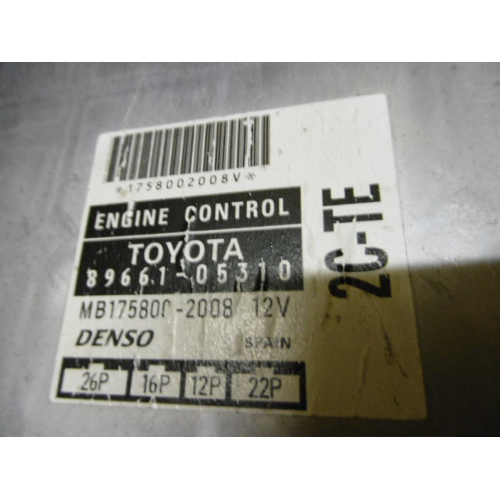 *1758002008V*
ENGINE CONTROL
TOYOTA
89661-05310
MB175800-2008 12V
DENSO SPAIN
26P 16P 12P 22P
2C-TE